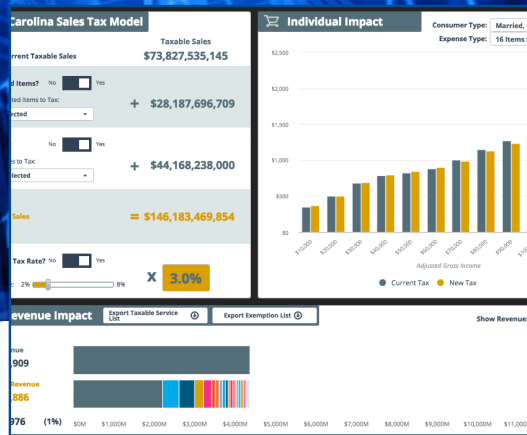 Carolina Sales Tax Model
Taxable Sales
Current Taxable Sales $73,827,535,145
Items? No Yes
Items to Tax:
+ $28,187,696,709
No Yes
to Tax:
+ $44,168,238,000
Sales = $146,183,469,854
Tax Rate? No Yes
2% 8%
X 3.0%
Individual Impact
Consumer Type: Married,
Expense Type: 16 Items
$2,500
$2,000
$1,500
$1,000
$500
$0
$10,000 $20,000 $30,000 $40,000 $50,000 $60,000 $70,000 $80,000 $90,000
Adjusted Gross Income
Current Tax New Tax
Revenue Impact
Export Taxable Service
List
Export Exemption List
Show Revenue
,909
Revenue
,886
976 (1%)
$0M $1,000M $2,000M $3,000M $4,000M $5,000M $6,000M $7,000M $8,000M $9,000M $10,000M $11,000